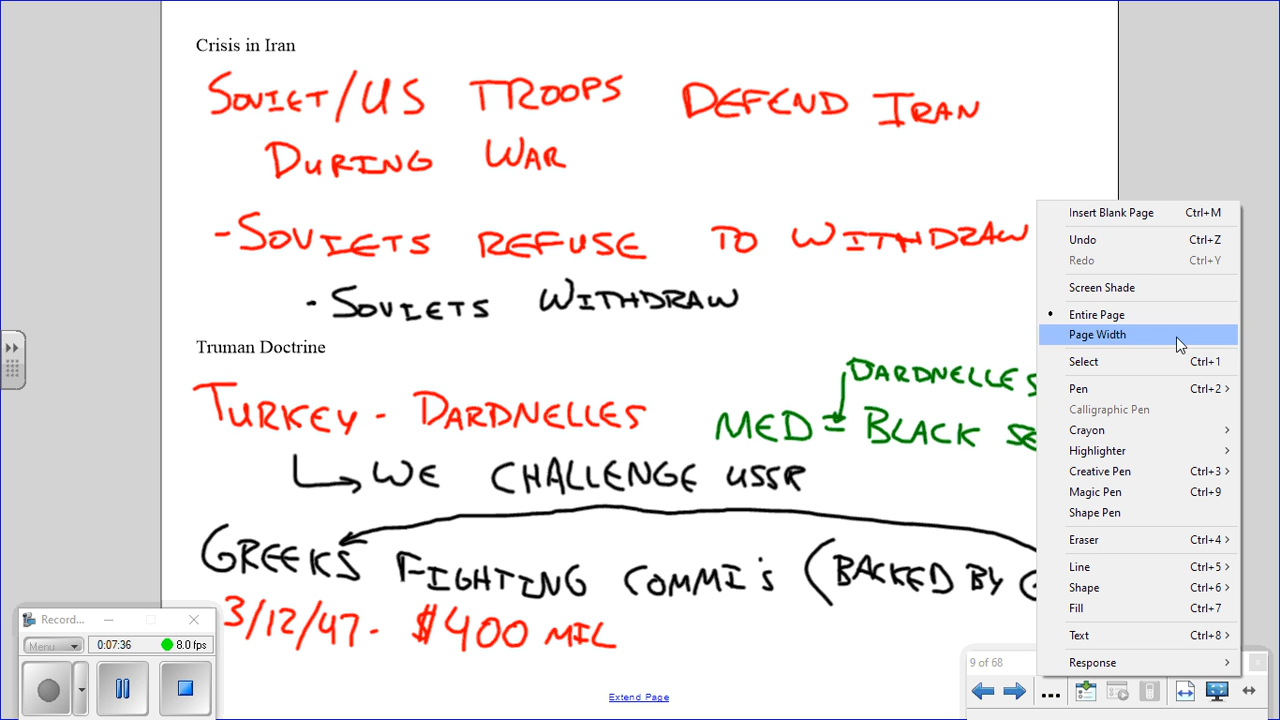 Crisis in Iran
SOVIET/US TROOPS DEFEND IRAN
DURING WAR
-SOVIETS REFUSE TO WITHDRAW
- SOVIETS WITHDRAW
Truman Doctrine
DARDNELLES
TURKEY - DARDNELLES MED = BLACK SE
WE CHALLENGE USSR
GREEKS FIGHTING COMMI'S (BACKED BY
3/12/47- $400 MIL
Extend Page
Record...
Menu
0:07:36
8.0 fps
9 of 68
Insert Blank Page Ctrl+M
Undo Ctrl+Z
Redo Ctrl+Y
Screen Shade
Entire Page
Page Width
Select Ctrl+1
Pen Ctrl+2
Calligraphic Pen
Crayon
Highlighter
Creative Pen Ctrl+3
Magic Pen Ctrl+9
Shape Pen
Eraser Ctrl+4
Line Ctrl+5
Shape Ctrl+6
Fill Ctrl+7
Text Ctrl+8
Response